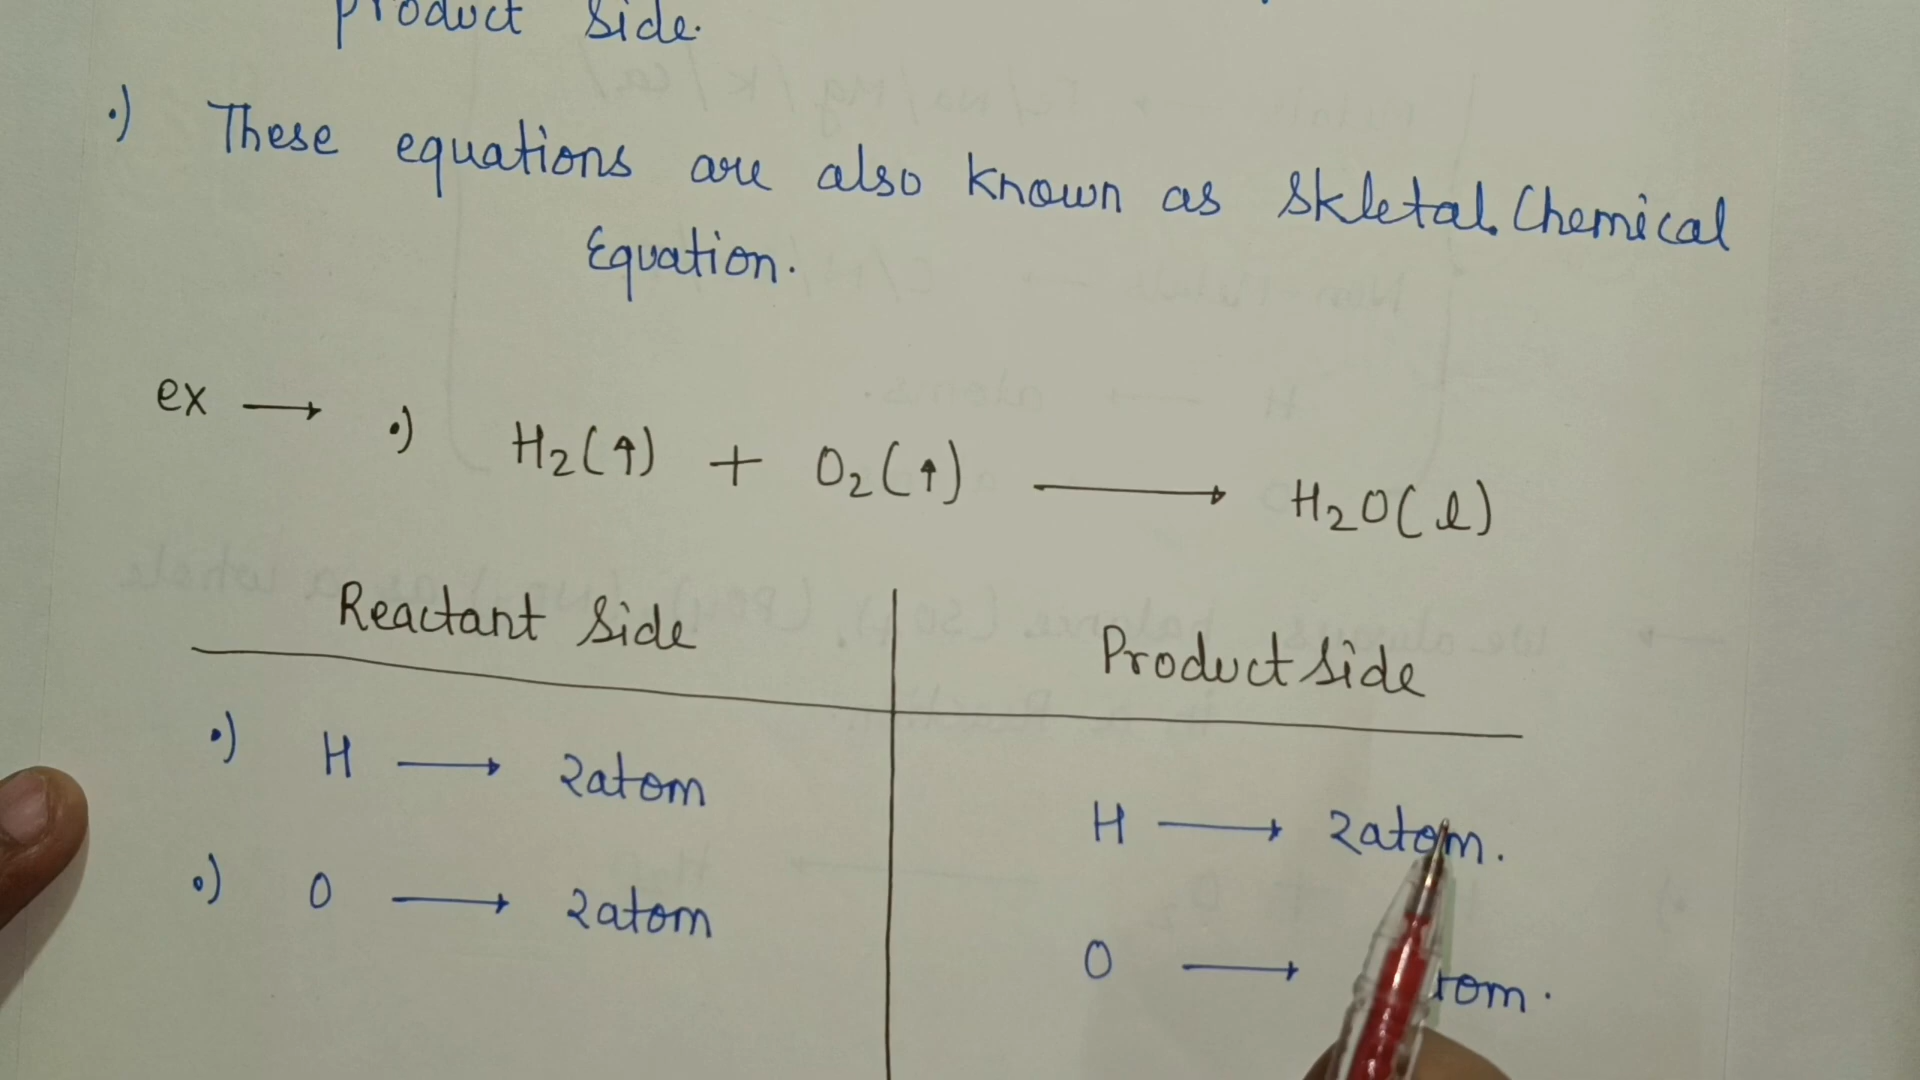 product side.
•) These equations are also known as Skletal Chemical
Equation.
ex → •) H₂(↑) + O₂(↑) → H₂O(l)
Reactant Side
Product side
•) H → 2atom
H → 2atom.
•) O → 2atom
O →